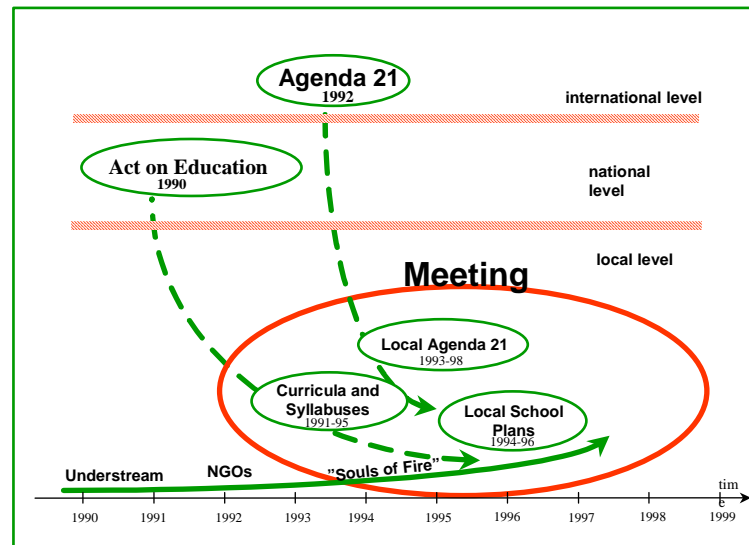 Agenda 21
1992
international level
Act on Education
1990
national
level
local level
Meeting
Local Agenda 21
1993-98
Curricula and
Syllabuses
1991-95
Local School
Plans
1994-96
Understream
NGOs
”Souls of Fire”
tim
e
1990 1991 1992 1993 1994 1995 1996 1997 1998 1999